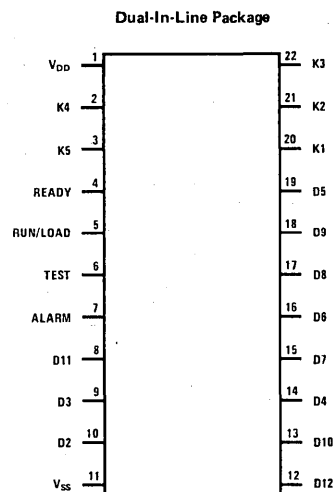 Dual-In-Line Package
VDD 1 22 K3
K4 2 21 K2
K5 3 20 K1
READY 4 19 D5
RUN/LOAD 5 18 D9
TEST 6 17 D8
ALARM 7 16 D6
D11 8 15 D7
D3 9 14 D4
D2 10 13 D10
VSS 11 12 D12